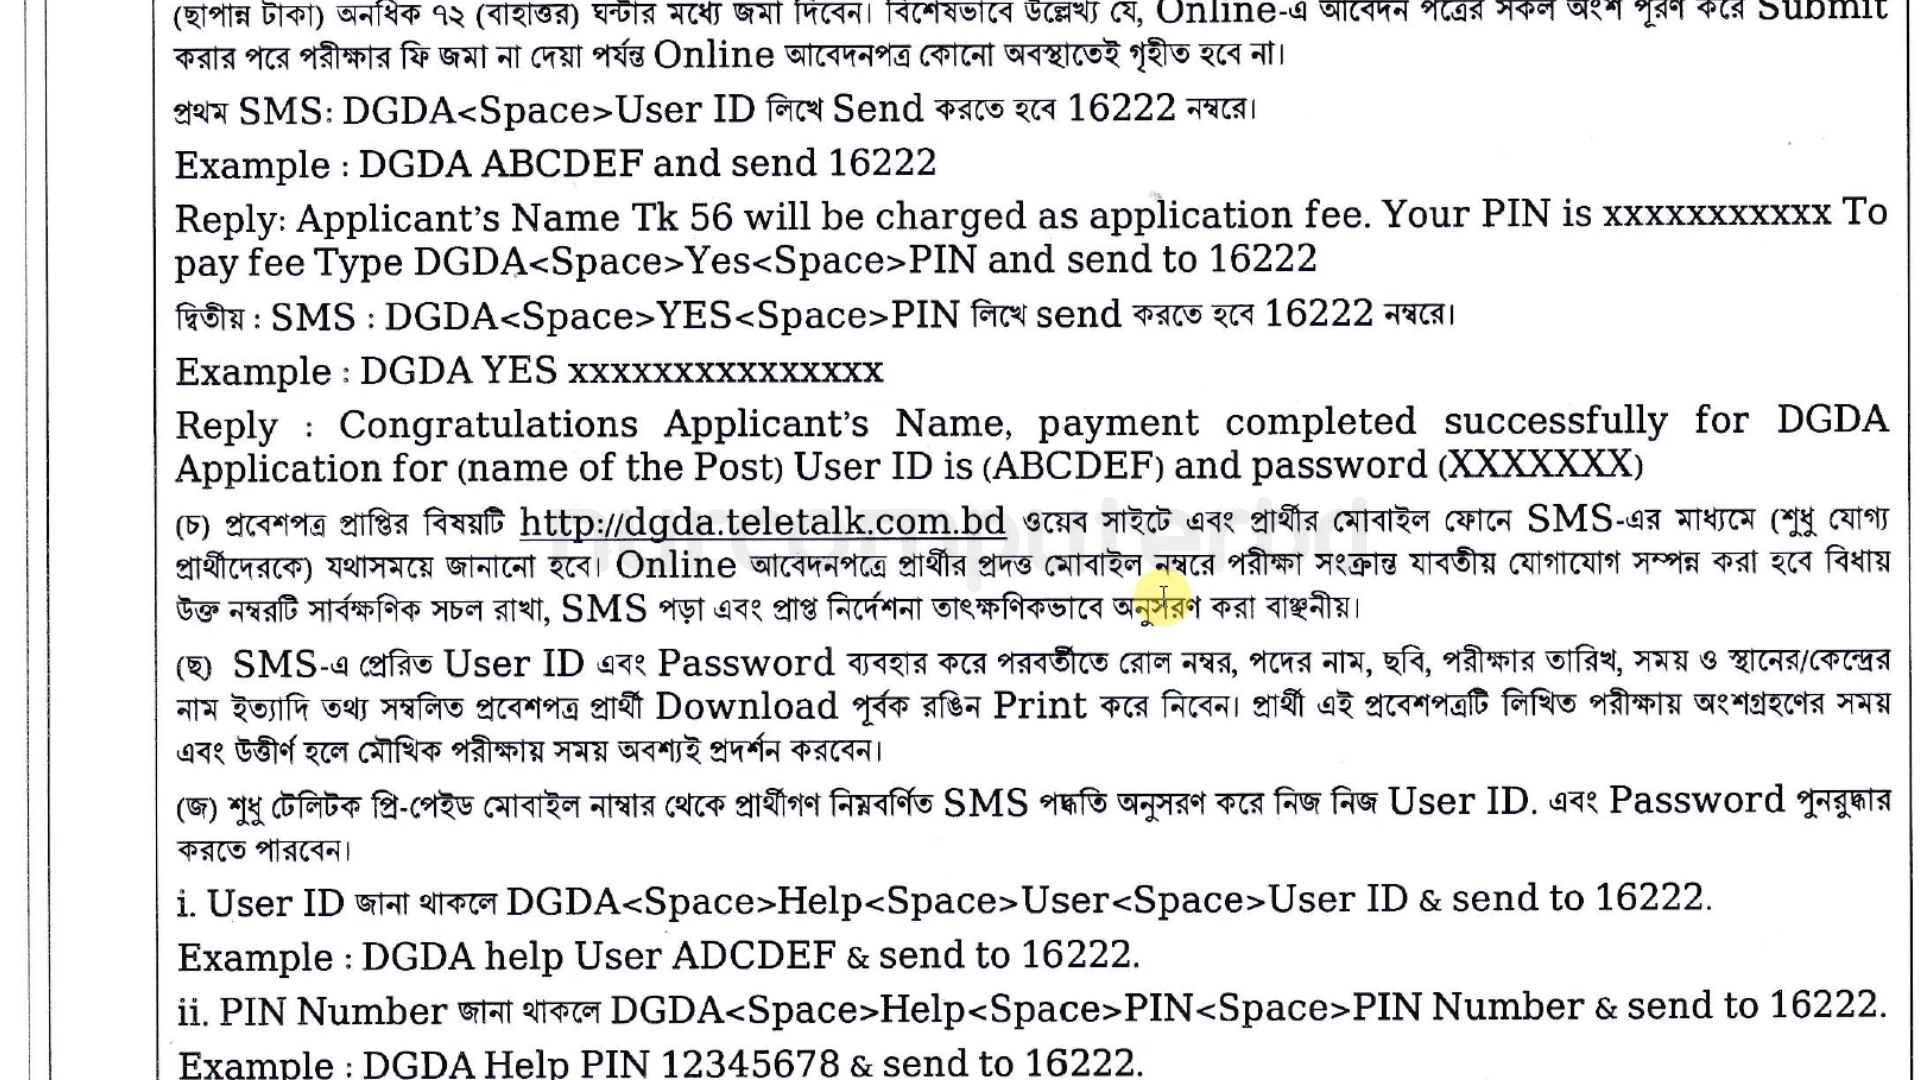 (ছাপান্ন টাকা) অনধিক ৭২ (বাহাত্তর) ঘন্টার মধ্যে জমা দিবেন। বিশেষভাবে উল্লেখ্য যে, Online-এ আবেদন পত্রের সকল অংশ পূরণ করে Submit
করার পরে পরীক্ষার ফি জমা না দেয়া পর্যন্ত Online আবেদনপত্র কোনো অবস্থাতেই গৃহীত হবে না।
প্রথম SMS: DGDA<Space>User ID লিখে Send করতে হবে 16222 নম্বরে।
Example : DGDA ABCDEF and send 16222
Reply: Applicant's Name Tk 56 will be charged as application fee. Your PIN is xxxxxxxxxxx To
pay fee Type DGDA<Space>Yes<Space>PIN and send to 16222
দ্বিতীয় : SMS : DGDA<Space>YES<Space>PIN লিখে send করতে হবে 16222 নম্বরে।
Example : DGDA YES xxxxxxxxxxxxxxx
Reply : Congratulations Applicant's Name, payment completed successfully for DGDA
Application for (name of the Post) User ID is (ABCDEF) and password (XXXXXXX)
(চ) প্রবেশপত্র প্রাপ্তির বিষয়টি http://dgda.teletalk.com.bd ওয়েব সাইটে এবং প্রার্থীর মোবাইল ফোনে SMS-এর মাধ্যমে (শুধু যোগ্য
প্রার্থীদেরকে) যথাসময়ে জানানো হবে। Online আবেদনপত্রে প্রার্থীর প্রদত্ত মোবাইল নম্বরে পরীক্ষা সংক্রান্ত যাবতীয় যোগাযোগ সম্পন্ন করা হবে বিধায়
উক্ত নম্বরটি সার্বক্ষণিক সচল রাখা, SMS পড়া এবং প্রাপ্ত নির্দেশনা তাৎক্ষণিকভাবে অনুসরণ করা বাঞ্চনীয়।
(ছ) SMS-এ প্রেরিত User ID এবং Password ব্যবহার করে পরবর্তীতে রোল নম্বর, পদের নাম, ছবি, পরীক্ষার তারিখ, সময় ও স্থানের/কেন্দ্রের
নাম ইত্যাদি তথ্য সম্বলিত প্রবেশপত্র প্রার্থী Download পূর্বক রঙিন Print করে নিবেন। প্রার্থী এই প্রবেশপত্রটি লিখিত পরীক্ষায় অংশগ্রহণের সময়
এবং উত্তীর্ণ হলে মৌখিক পরীক্ষায় সময় অবশ্যই প্রদর্শন করবেন।
(জ) শুধু টেলিটক প্রি-পেইড মোবাইল নাম্বার থেকে প্রার্থীগণ নিম্নবর্ণিত SMS পদ্ধতি অনুসরণ করে নিজ নিজ User ID. এবং Password পুনরুদ্ধার
করতে পারবেন।
i. User ID জানা থাকলে DGDA<Space>Help<Space>User<Space>User ID & send to 16222.
Example : DGDA help User ADCDEF & send to 16222.
ii. PIN Number জানা থাকলে DGDA<Space>Help<Space>PIN<Space>PIN Number & send to 16222.
Example : DGDA Help PIN 12345678 & send to 16222.